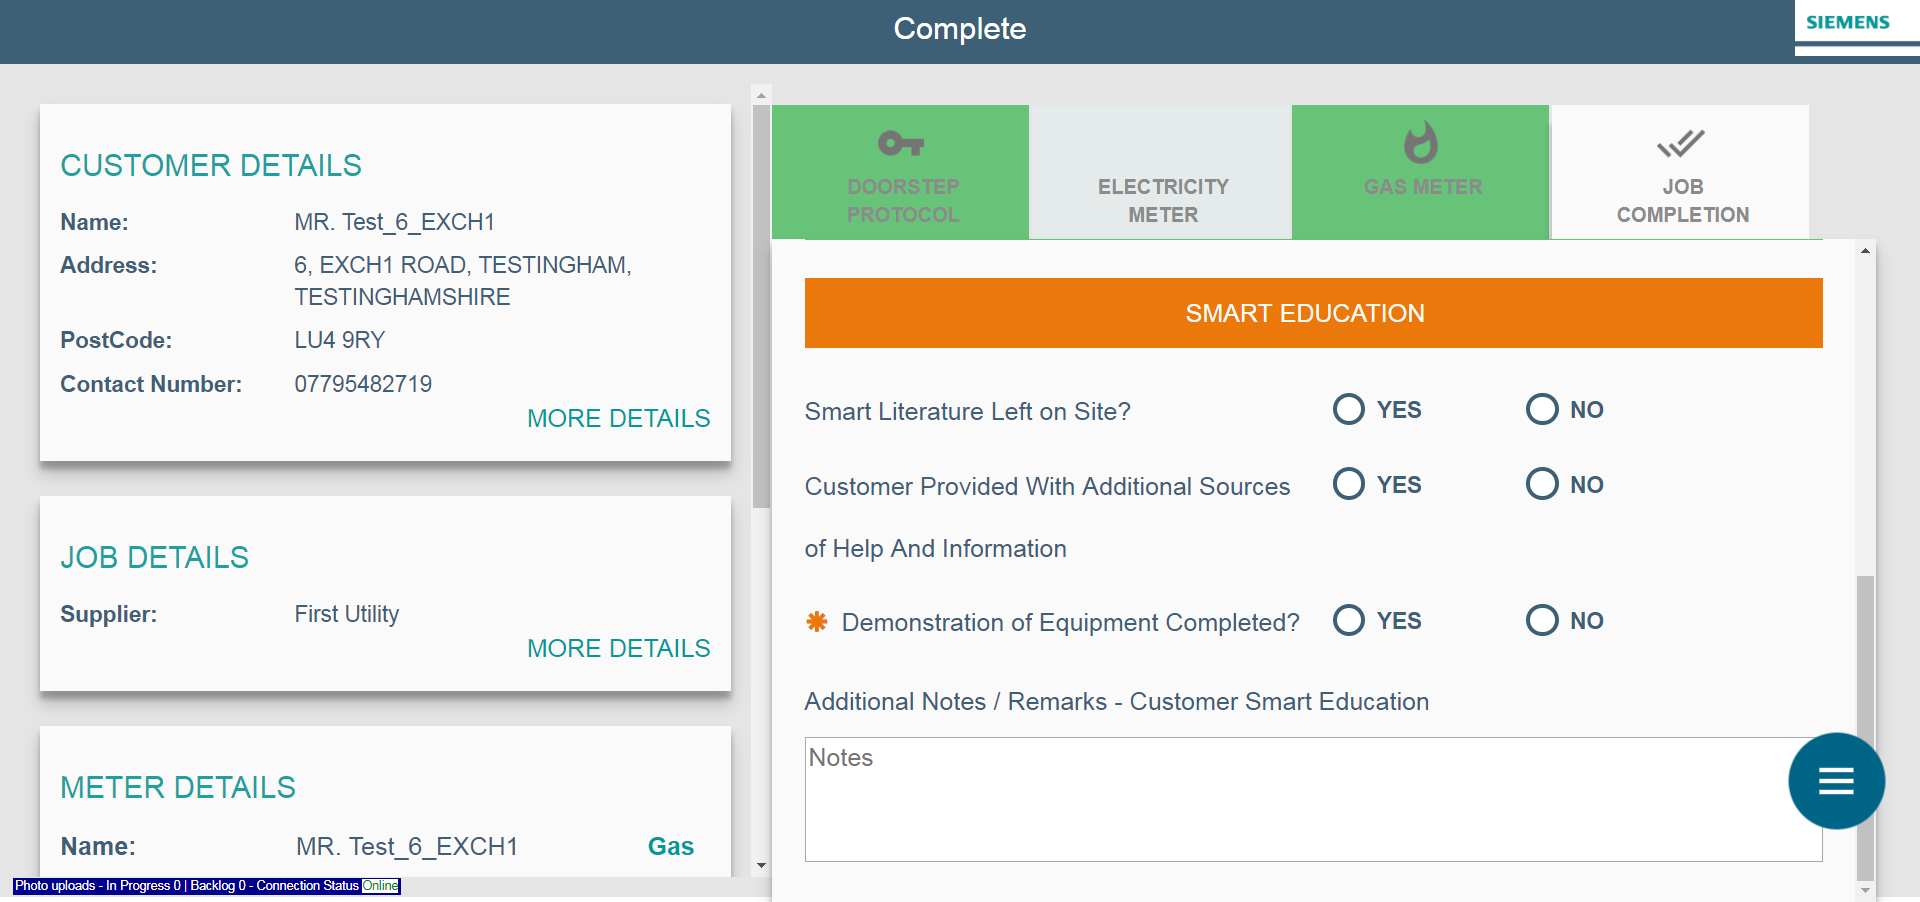 Complete
SIEMENS
CUSTOMER DETAILS
Name: MR. Test_6_EXCH1
Address: 6, EXCH1 ROAD, TESTINGHAM,
TESTINGHAMSHIRE
PostCode: LU4 9RY
Contact Number: 07795482719
MORE DETAILS
JOB DETAILS
Supplier: First Utility
MORE DETAILS
METER DETAILS
Name: MR. Test_6_EXCH1 Gas
Photo uploads - In Progress 0 | Backlog 0 - Connection Status Online
DOORSTEP
PROTOCOL
ELECTRICITY
METER
GAS METER
JOB
COMPLETION
SMART EDUCATION
Smart Literature Left on Site? YES NO
Customer Provided With Additional Sources YES NO
of Help And Information
✱ Demonstration of Equipment Completed? YES NO
Additional Notes / Remarks - Customer Smart Education
Notes